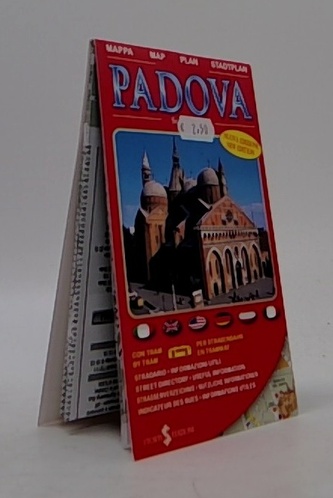 MAPPA MAP PLAN STADTPLAN
PADOVA
€ 2,50
NUOVA EDIZIONE
NEW EDITION
CON TRAM
BY TRAM
PER STRASSENBAHN
EN TRAMWAY
STRADARIO - INFORMAZIONI UTILI
STREET DIRECTORY - USEFUL INFORMATION
STRASSENVERZEICHNIS - NÜTZLICHE INFORMATIONEN
INDICATEUR DES RUES - INFORMATIONS UTILES